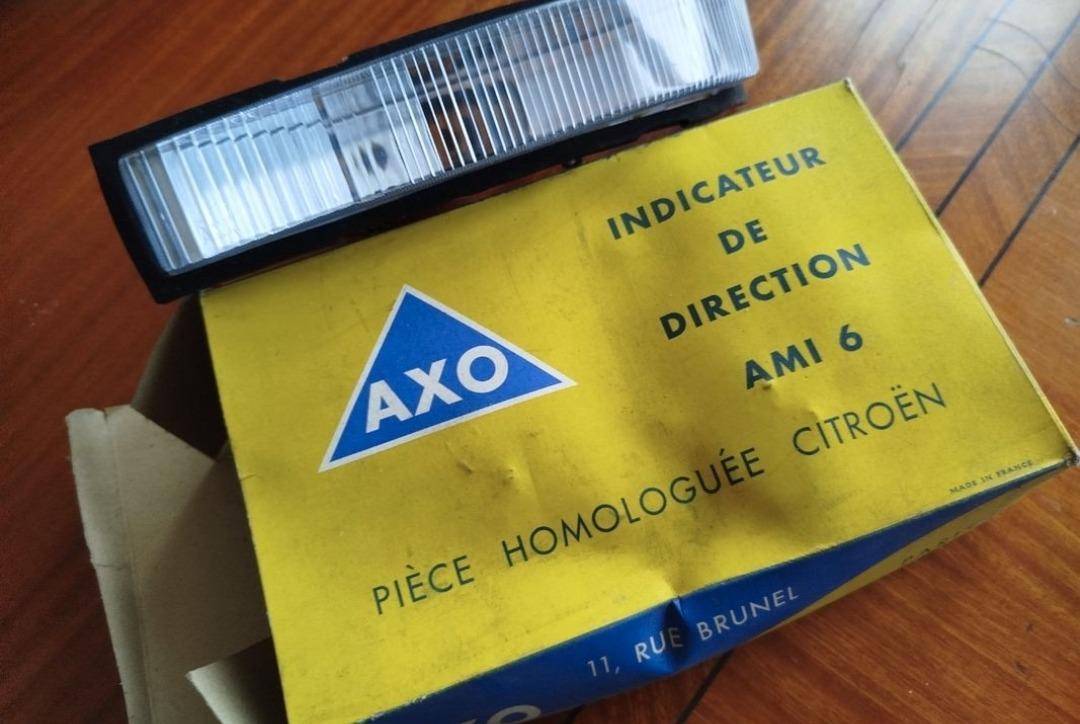 INDICATEUR
DE
DIRECTION
AMI 6
AXO
PIÈCE HOMOLOGUÉE CITROËN
MADE IN FRANCE
11, RUE BRUNEL